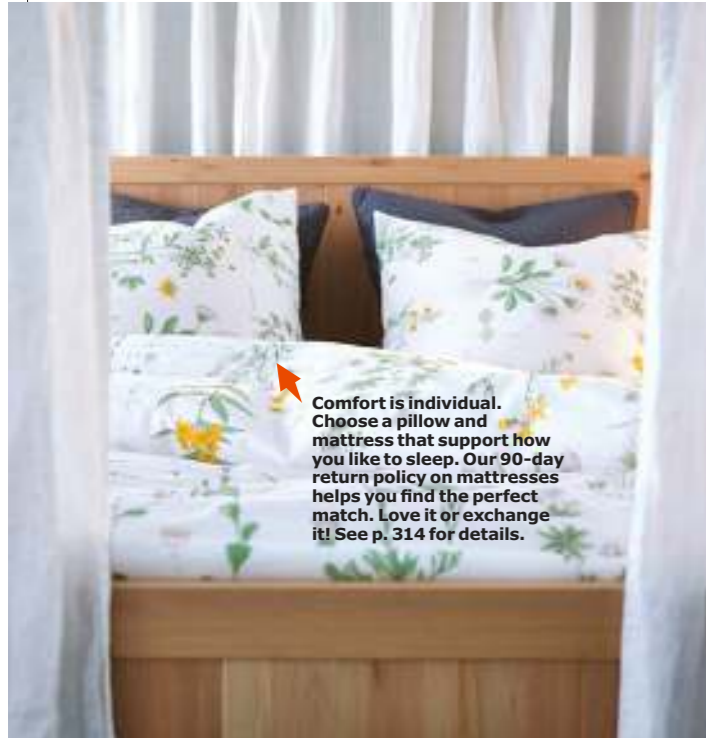 Comfort is individual.
Choose a pillow and
mattress that support how
you like to sleep. Our 90-day
return policy on mattresses
helps you find the perfect
match. Love it or exchange
it! See p. 314 for details.